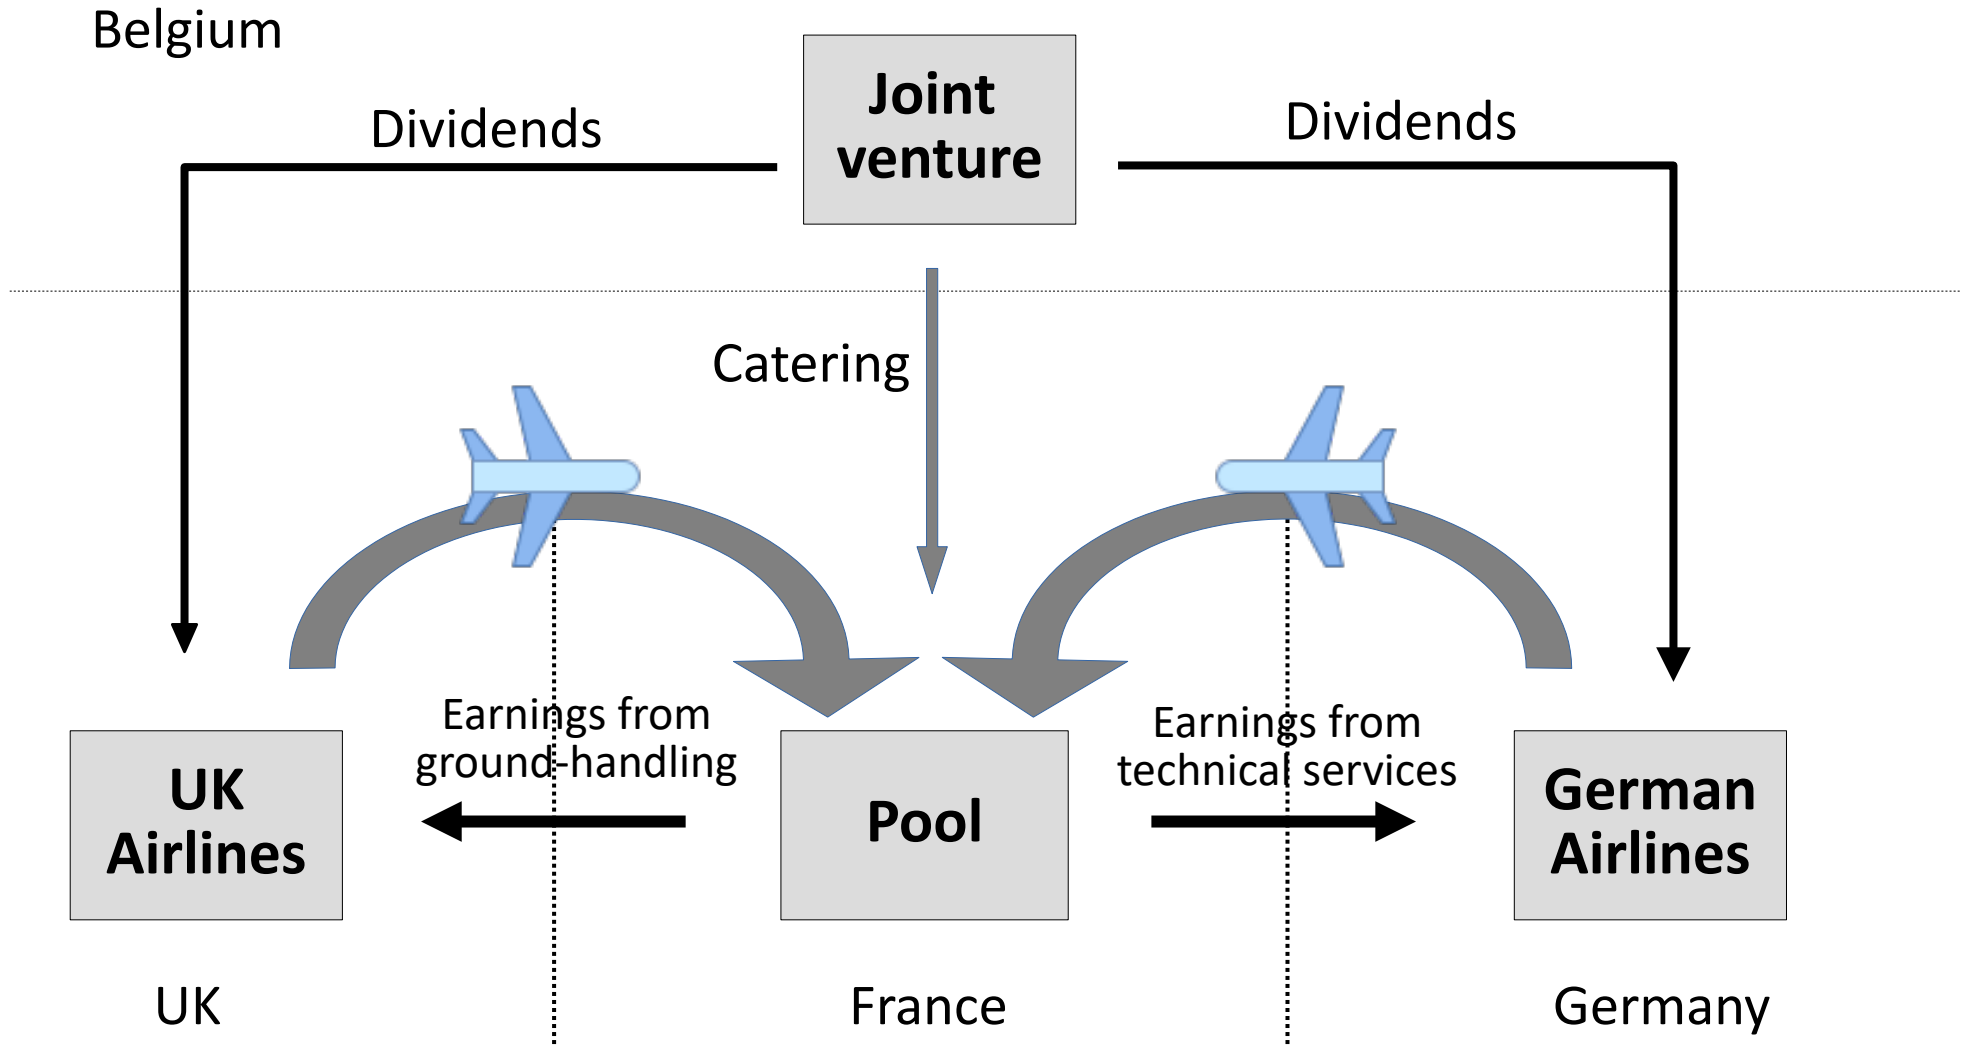 Belgium
Joint
venture
Dividends
Dividends
Catering
Earnings from
ground-handling
Earnings from
technical services
UK
Airlines
Pool
German
Airlines
UK
France
Germany